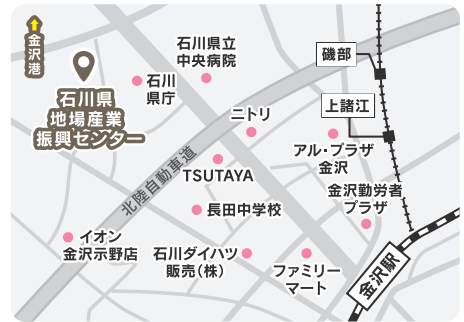 金沢港
石川県
地場産業
振興センター
石川県立
中央病院
石川
県庁
磯部
上諸江
ニトリ
アル・プラザ
金沢
TSUTAYA
北陸自動車道
金沢勤労者
プラザ
長田中学校
イオン
金沢示野店
石川ダイハツ
販売(株)
ファミリー
マート
金沢駅